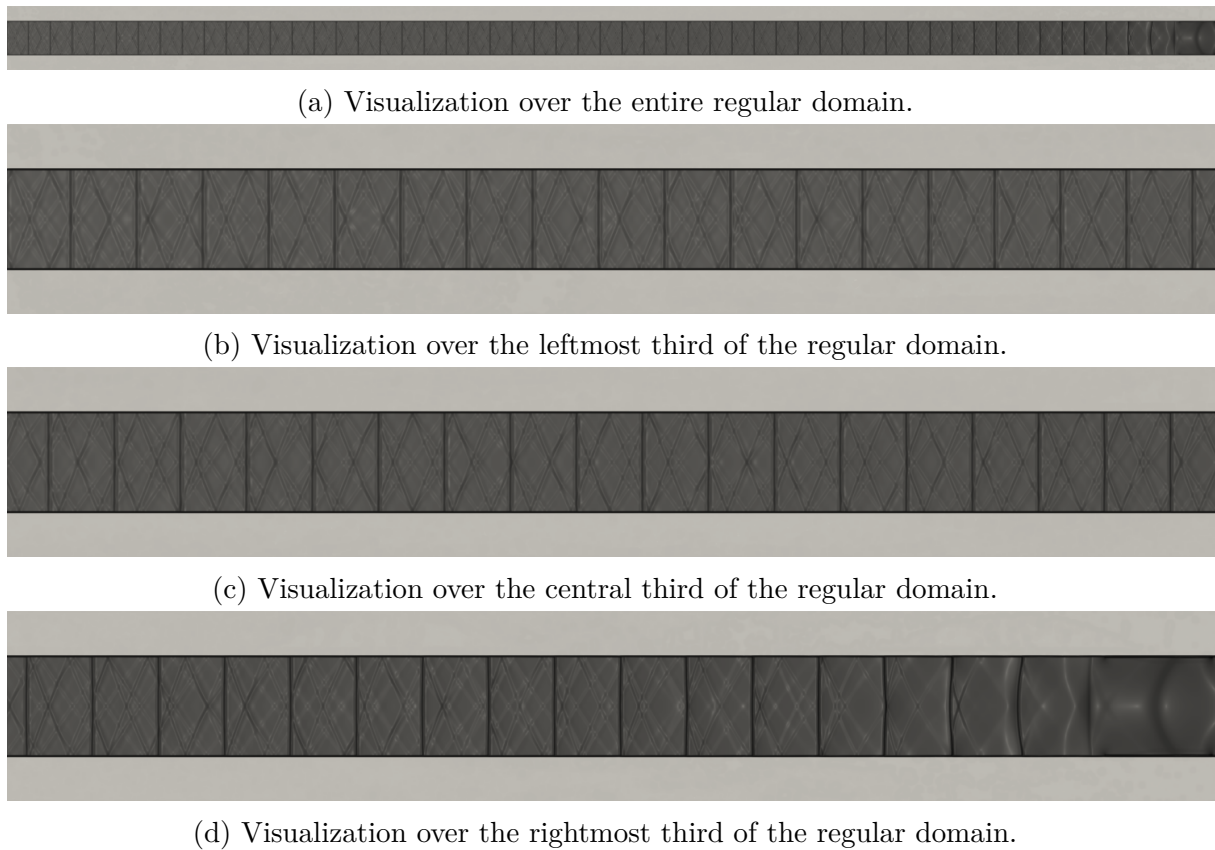 (a) Visualization over the entire regular domain.
(b) Visualization over the leftmost third of the regular domain.
(c) Visualization over the central third of the regular domain.
(d) Visualization over the rightmost third of the regular domain.